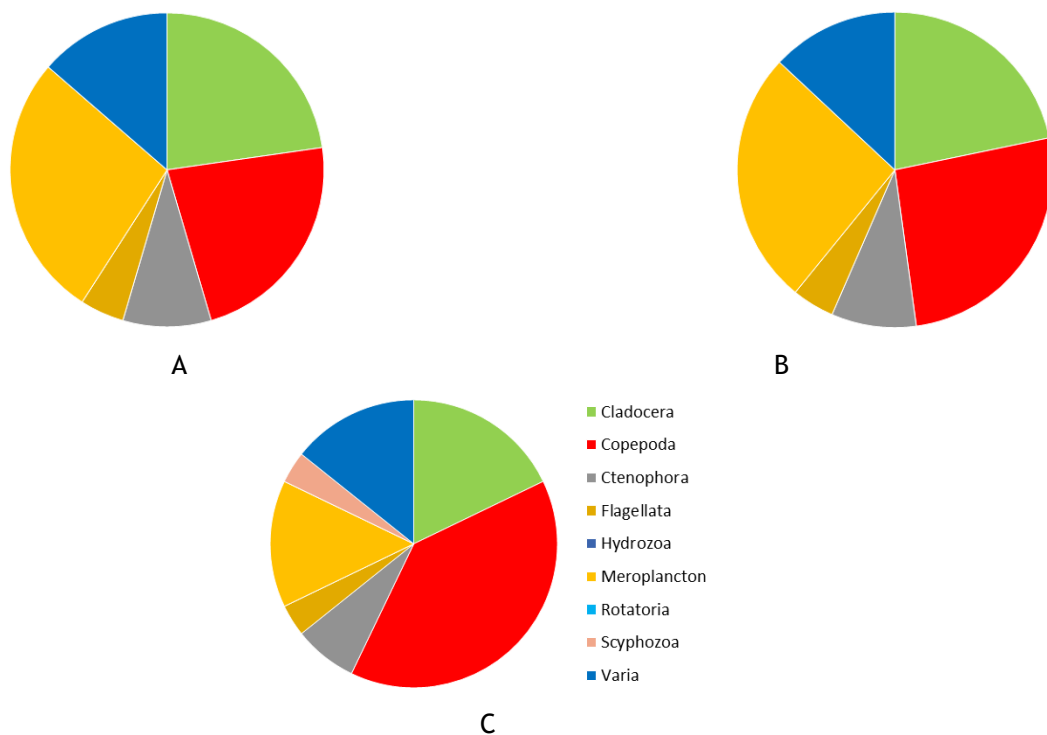 A
B
Cladocera
Copepoda
Ctenophora
Flagellata
Hydrozoa
Meroplancton
Rotatoria
Scyphozoa
Varia
C